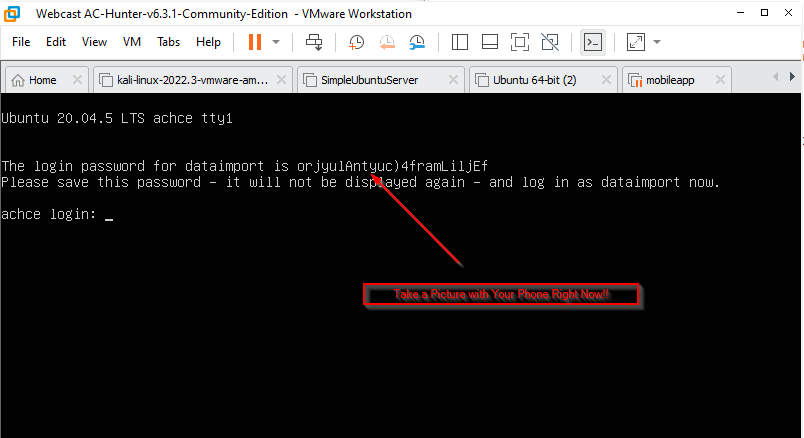 Webcast AC-Hunter-v6.3.1-Community-Edition - VMware Workstation
File Edit View VM Tabs Help
Home kali-linux-2022.3-vmware-am... SimpleUbuntuServer Ubuntu 64-bit (2) mobileapp
Ubuntu 20.04.5 LTS achce tty1
The login password for dataimport is orjyulAntyuc)4framLiljEf
Please save this password - it will not be displayed again - and log in as dataimport now.
achce login: _
Take a Picture with Your Phone Right Now!!